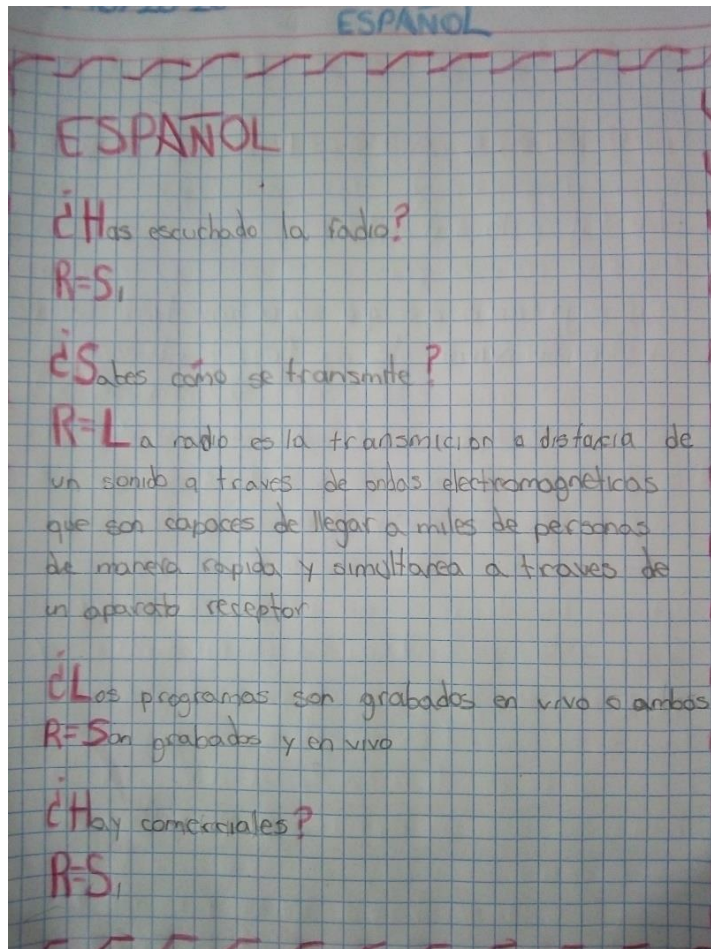 ESPAÑOL
ESPAÑOL
¿Has escuchado la radio?
R=Si
¿Sabes cómo se transmite?
R=La radio es la transmicion a distancia de
un sonido a traves de ondas electromagneticas
que son capaces de llegar a miles de personas
de manera rapida y simultanea a traves de
un aparato receptor
¿Los programas son grabados en vivo o ambos
R=Son grabados y en vivo
¿Hay comerciales?
R=Si